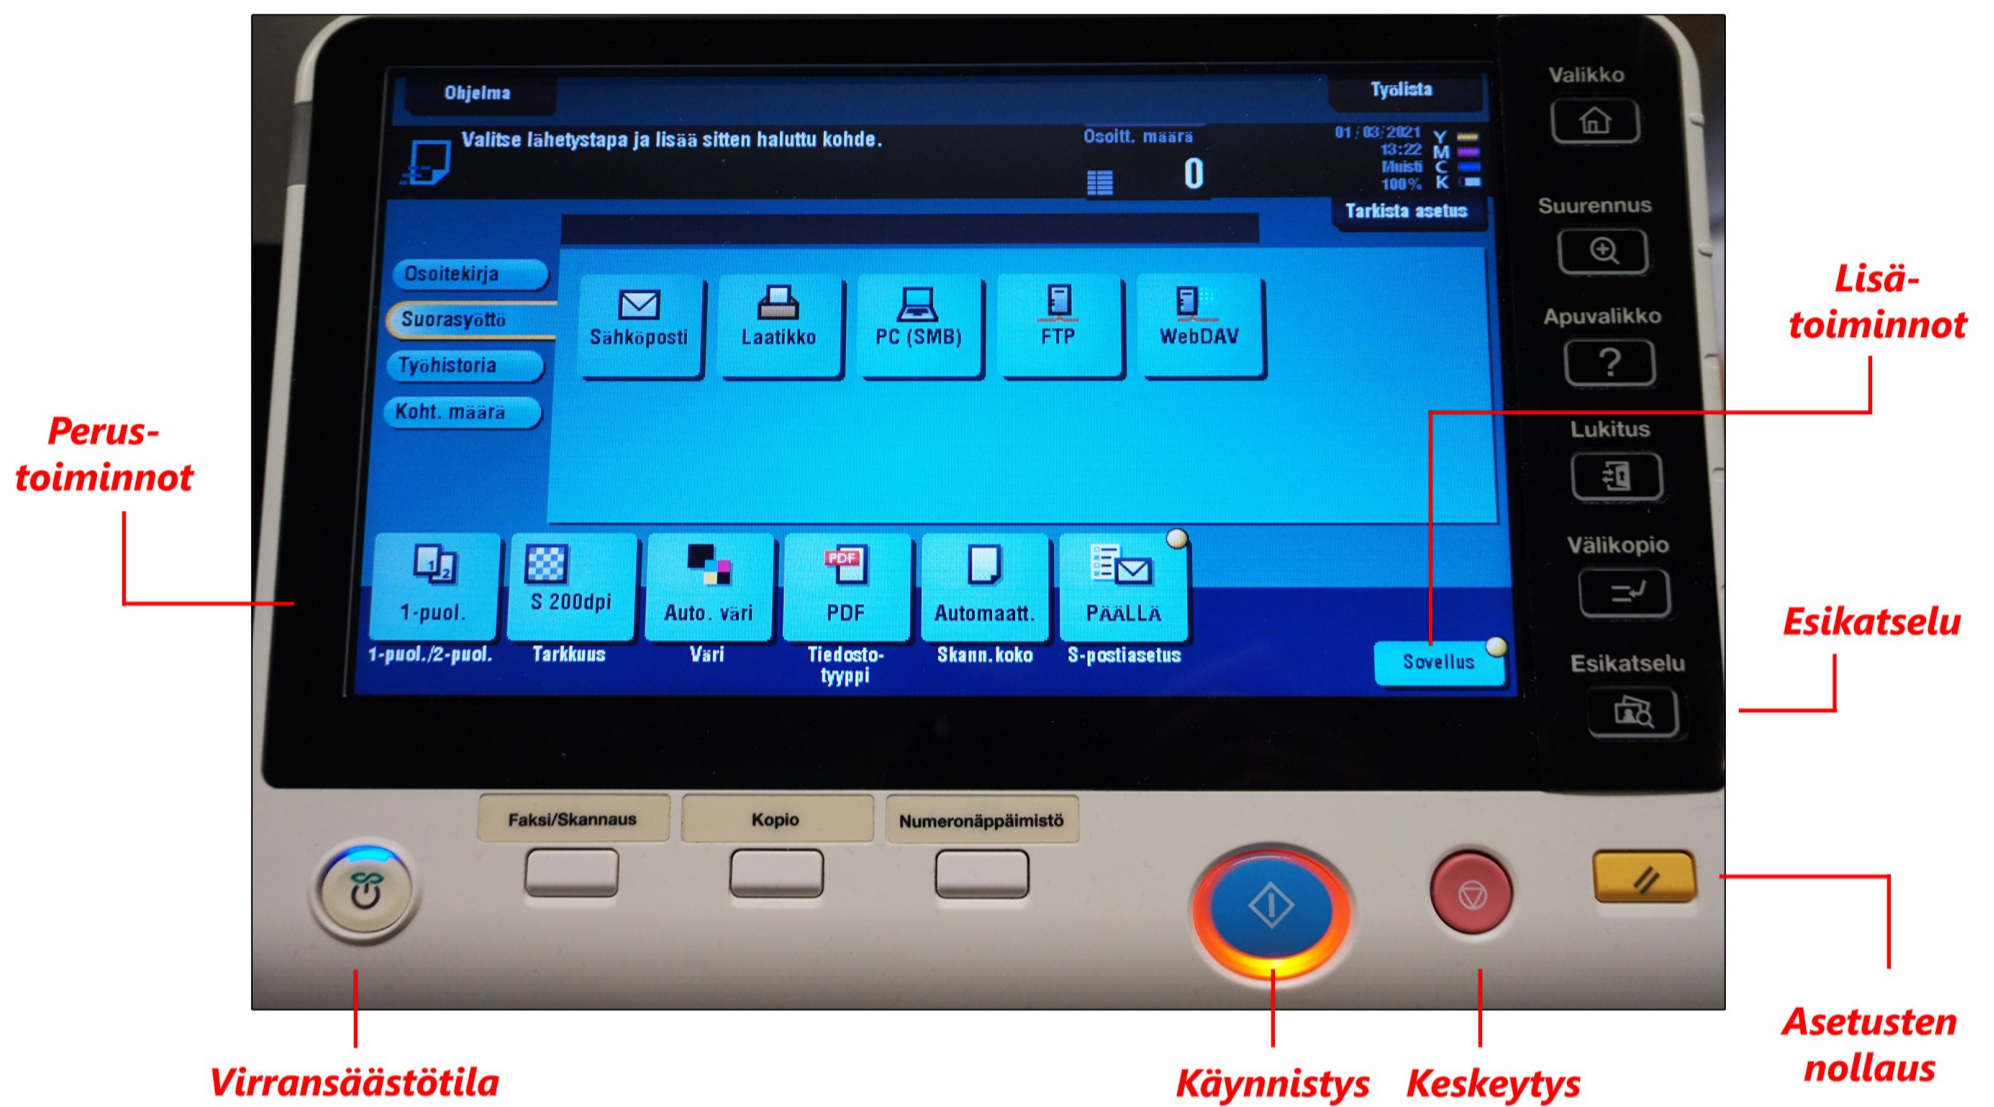 Ohjelma
Työlista
Valitse lähetystapa ja lisää sitten haluttu kohde.
Osoitt. määrä
0
01/03/2021
13:22
Muisti
100%
Y
M
C
K
Tarkista asetus
Osoitekirja
Suorasyöttö
Työhistoria
Koht. määrä
Sähköposti
Laatikko
PC (SMB)
FTP
WebDAV
1
2
1-puol.
S 200dpi
Auto. väri
PDF
PDF
Automaatt.
PÄÄLLÄ
1-puol./2-puol.
Tarkkuus
Väri
Tiedosto-
tyyppi
Skann.koko
S-postiasetus
Sovellus
Valikko
Suurennus
Apuvalikko
?
Lukitus
Välikopio
Esikatselu
Faksi/Skannaus
Kopio
Numeronäppäimistö
Perus-
toiminnot
Lisä-
toiminnot
Esikatselu
Asetusten
nollaus
Virransäästötila
Käynnistys
Keskeytys